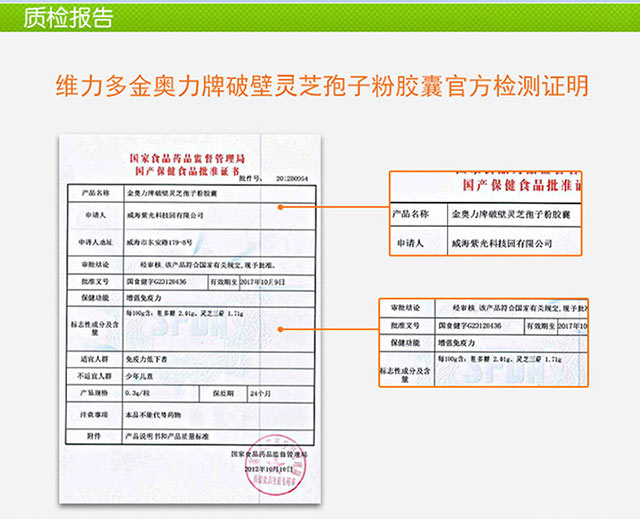 质检报告
维力多金奥力牌破壁灵芝孢子粉胶囊官方检测证明
国家食品药品监督管理局
国产保健食品批准证书
批件号: 2012B0954
产品名称 金奥力牌破壁灵芝孢子粉胶囊
申请人 威海紫光科技园有限公司
申请人地址 威海市东安路179-8号
审批结论 经审核,该产品符合国家有关规定,现予批准。
批准文号 国食健字G23120436 有效期至 2017年10月9日
保健功能 增强免疫力
标志性成分及含量 每100g含: 粗多糖 2.01g、灵芝三萜 1.71g
适宜人群 免疫力低下者
不适宜人群 少年儿童
产品规格 0.3g/粒 保质期 24个月
注意事项 本品不能代替药物
附件 产品说明书和产品质量标准
国家食品药品监督管理局
2012年10月10日
国产保健食品批准证
产品名称 金奥力牌破壁灵芝孢子粉胶囊
申请人 威海紫光科技园有限公司
审批结论 经审核,该产品符合国家有关规定,现予批
批准文号 国食健字G23120436 有效期至 2017年10
保健功能 增强免疫力
标志性成分及含量 每100g含: 粗多糖 2.01g、灵芝三萜 1.71g